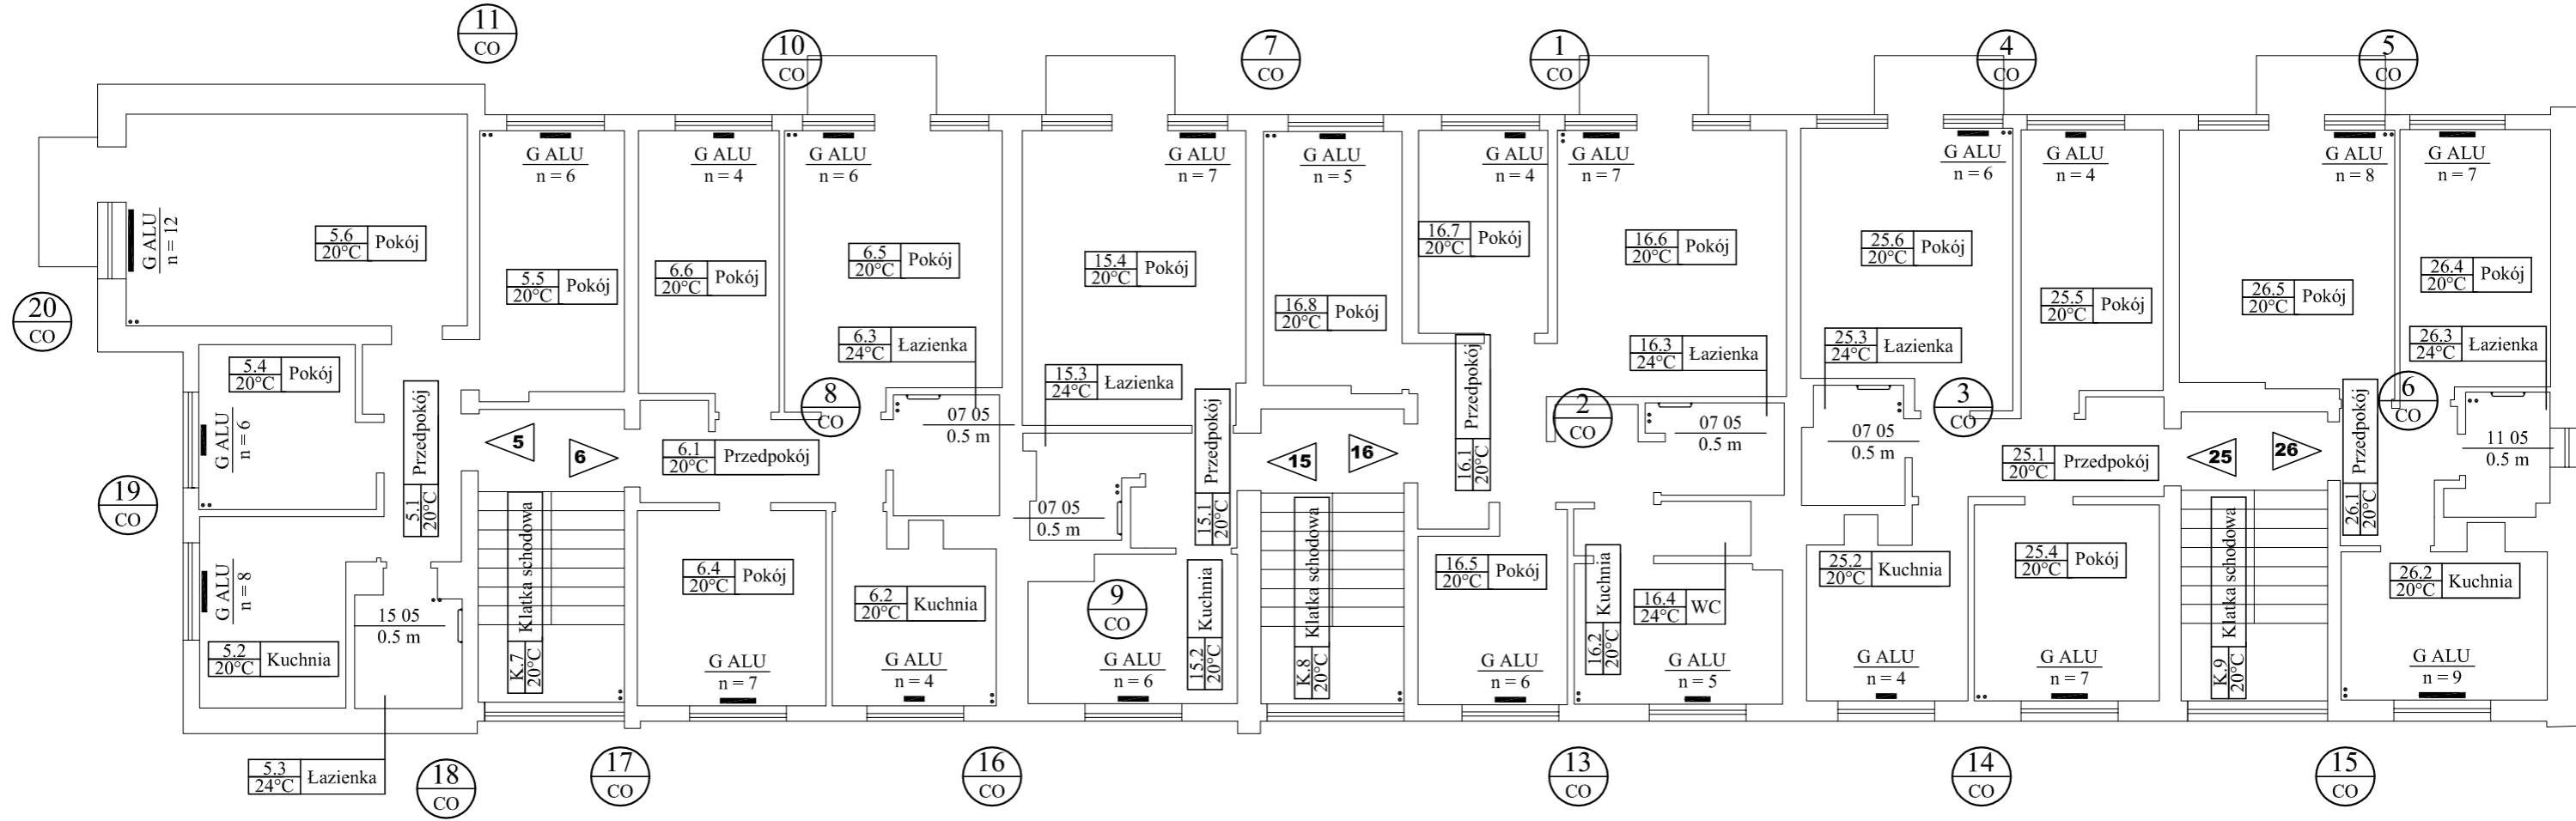 11
CO
10
CO
7
CO
1
CO
4
CO
5
CO
G ALU
n = 6
G ALU
n = 4
G ALU
n = 6
G ALU
n = 7
G ALU
n = 5
G ALU
n = 4
G ALU
n = 7
G ALU
n = 6
G ALU
n = 4
G ALU
n = 8
G ALU
n = 7
G ALU
n = 12
5.6
20°C
Pokój
5.5
20°C
Pokój
6.6
20°C
Pokój
6.5
20°C
Pokój
15.4
20°C
Pokój
16.8
20°C
Pokój
16.7
20°C
Pokój
16.6
20°C
Pokój
25.6
20°C
Pokój
25.5
20°C
Pokój
26.5
20°C
Pokój
26.4
20°C
Pokój
20
CO
6.3
24°C
Łazienka
15.3
24°C
Łazienka
16.3
24°C
Łazienka
25.3
24°C
Łazienka
26.3
24°C
Łazienka
5.4
20°C
Pokój
G ALU
n = 6
5.1
20°C
Przedpokój
5
6
6.1
20°C
Przedpokój
8
CO
07 05
0.5 m
07 05
0.5 m
15.1
20°C
Przedpokój
15
16
16.1
20°C
Przedpokój
2
CO
07 05
0.5 m
07 05
0.5 m
3
CO
25.1
20°C
Przedpokój
25
26
26.1
20°C
Przedpokój
6
CO
11 05
0.5 m
19
CO
G ALU
n = 8
5.2
20°C
Kuchnia
15 05
0.5 m
K.7
20°C
Klatka schodowa
6.4
20°C
Pokój
6.2
20°C
Kuchnia
9
CO
15.2
20°C
Kuchnia
K.8
20°C
Klatka schodowa
16.5
20°C
Pokój
16.2
20°C
Kuchnia
16.4
24°C
WC
25.2
20°C
Kuchnia
25.4
20°C
Pokój
K.9
20°C
Klatka schodowa
26.2
20°C
Kuchnia
G ALU
n = 7
G ALU
n = 4
G ALU
n = 6
G ALU
n = 6
G ALU
n = 5
G ALU
n = 4
G ALU
n = 7
G ALU
n = 9
5.3
24°C
Łazienka
18
CO
17
CO
16
CO
13
CO
14
CO
15
CO